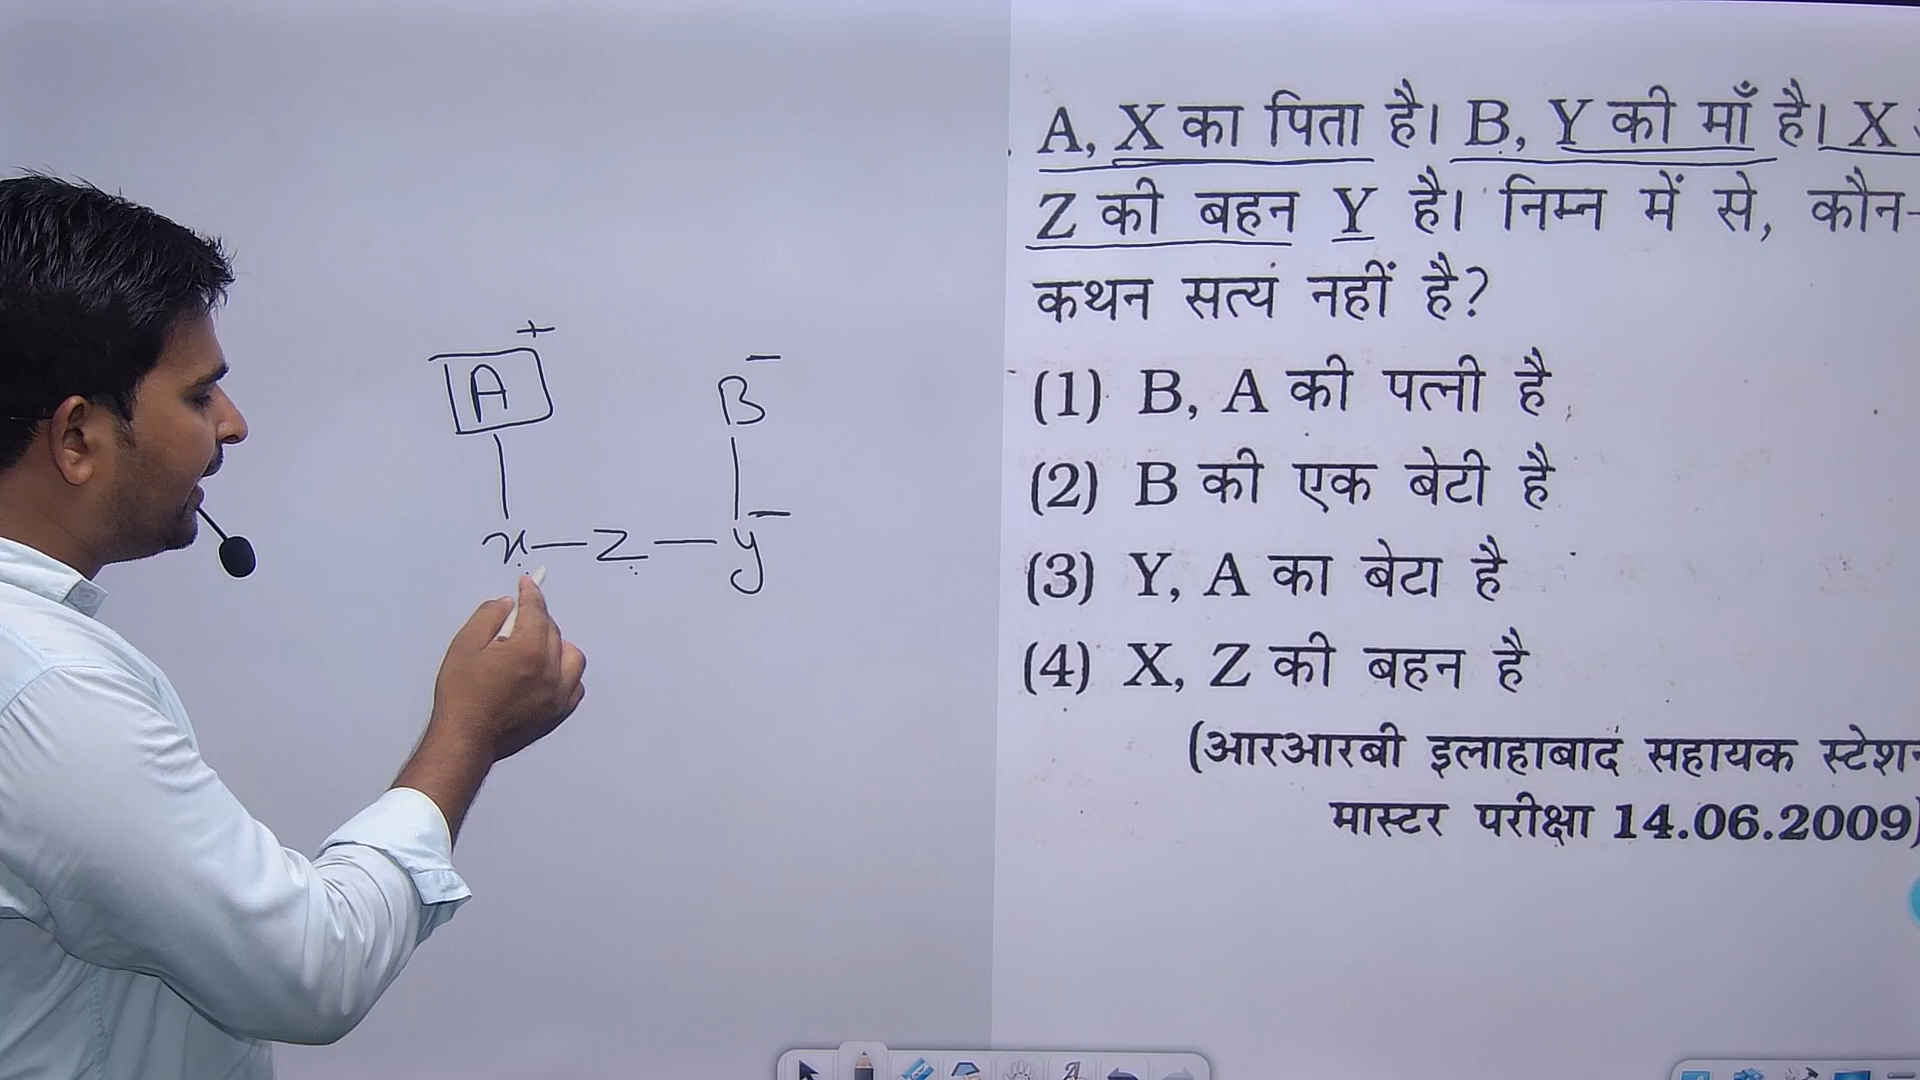 A, X का पिता है। B, Y की माँ है। X
Z की बहन Y है। निम्न में से, कौन-
कथन सत्य नहीं है?
(1) B, A की पत्नी है
(2) B की एक बेटी है
(3) Y, A का बेटा है
(4) X, Z की बहन है
(आरआरबी इलाहाबाद सहायक स्टेशन
मास्टर परीक्षा 14.06.2009)
+ −
A B
−
x — z — y